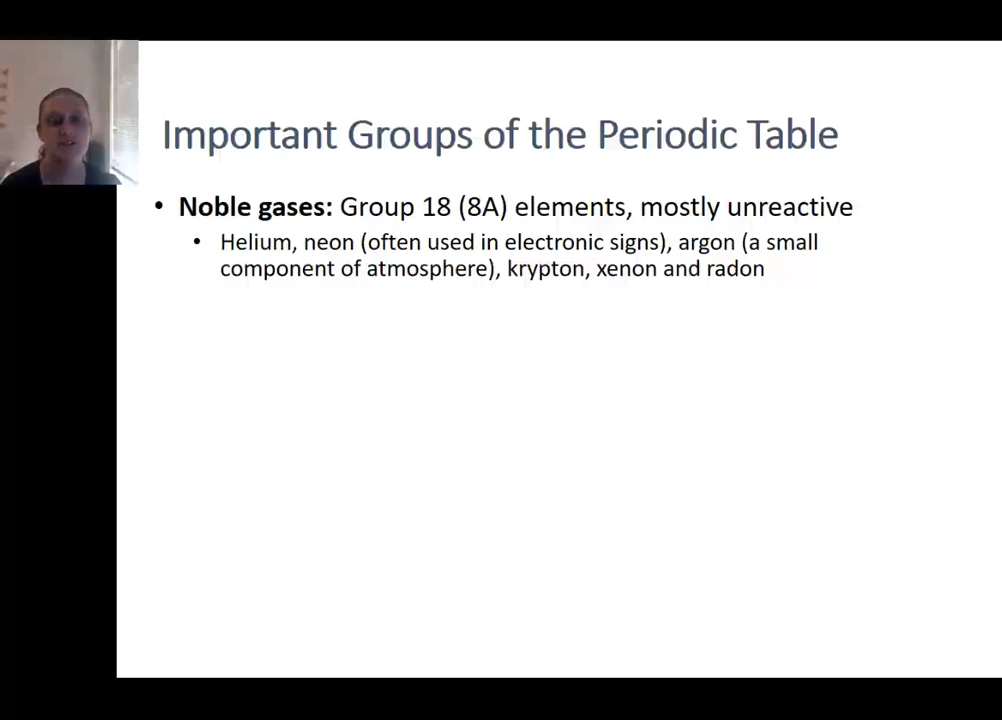 Important Groups of the Periodic Table
• Noble gases: Group 18 (8A) elements, mostly unreactive
• Helium, neon (often used in electronic signs), argon (a small
component of atmosphere), krypton, xenon and radon